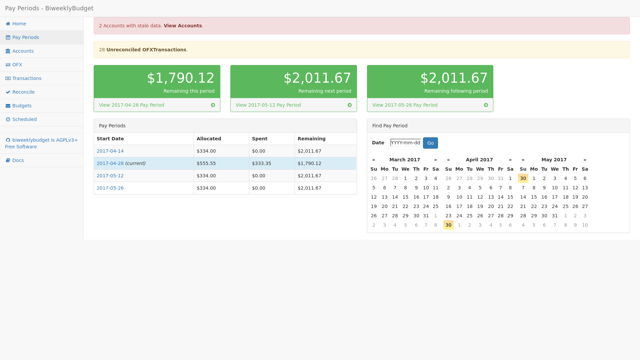 Pay Periods - BiweeklyBudget
Home
Pay Periods
Accounts
OFX
Transactions
Reconcile
Budgets
Scheduled
biweeklybudget is AGPLv3+
Free Software
Docs
2 Accounts with stale data. View Accounts.
28 Unreconciled OFXTransactions.
$1,790.12
Remaining this period
View 2017-04-28 Pay Period
$2,011.67
Remaining next period
View 2017-05-12 Pay Period
$2,011.67
Remaining following period
View 2017-05-26 Pay Period
Pay Periods
Start Date Allocated Spent Remaining
2017-04-14 $334.00 $0.00 $2,011.67
2017-04-28 (current) $555.55 $333.35 $1,790.12
2017-05-12 $334.00 $0.00 $2,011.67
2017-05-26 $334.00 $0.00 $2,011.67
Find Pay Period
Date YYYY-mm-dd Go
« March 2017 »
Su Mo Tu We Th Fr Sa
26 27 28 1 2 3 4
5 6 7 8 9 10 11
12 13 14 15 16 17 18
19 20 21 22 23 24 25
26 27 28 29 30 31 1
2 3 4 5 6 7 8
« April 2017 »
Su Mo Tu We Th Fr Sa
26 27 28 29 30 31 1
2 3 4 5 6 7 8
9 10 11 12 13 14 15
16 17 18 19 20 21 22
23 24 25 26 27 28 29
30 1 2 3 4 5 6
« May 2017 »
Su Mo Tu We Th Fr Sa
30 1 2 3 4 5 6
7 8 9 10 11 12 13
14 15 16 17 18 19 20
21 22 23 24 25 26 27
28 29 30 31 1 2 3
4 5 6 7 8 9 10